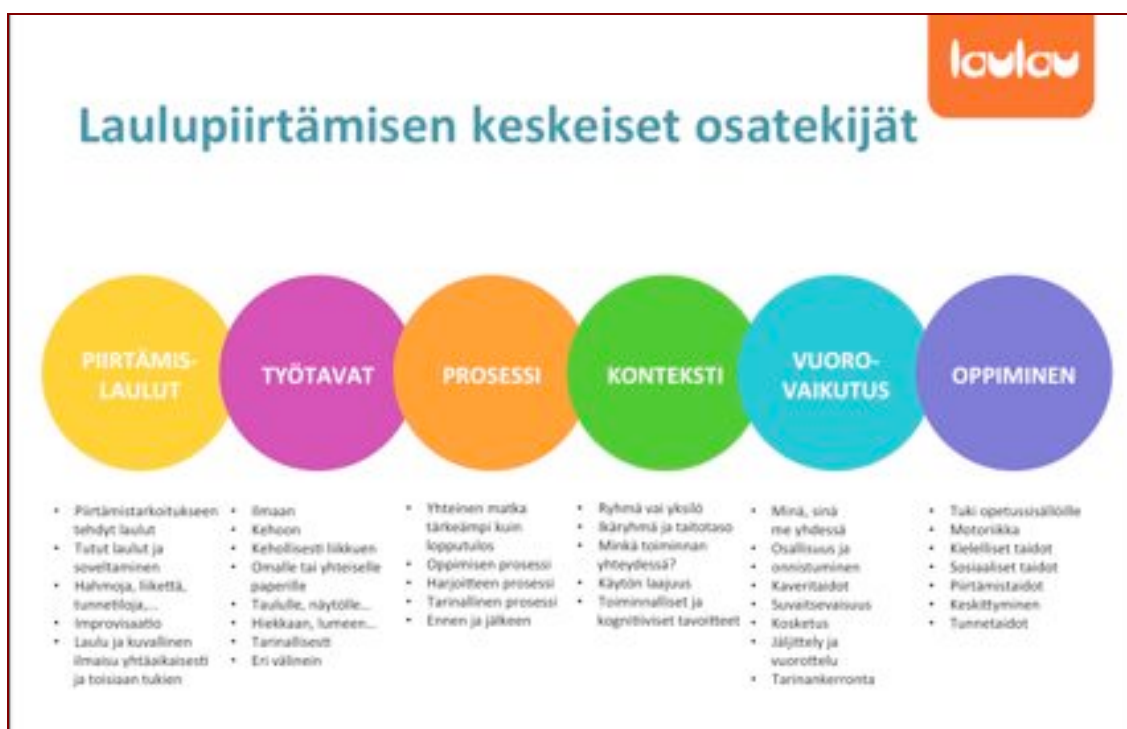 laulau
Laulupiirtämisen keskeiset osatekijät
PIIRTÄMIS-
LAULUT
TYÖTAVAT
PROSESSI
KONTEKSTI
VUORO-
VAIKUTUS
OPPIMINEN
• Piirtämistarkoitukseen
tehdyt laulut
• Tutut laulut ja
soveltaminen
• Hahmoja, liikettä,
tunnetiloja,...
• Improvisaatio
• Laulu ja kuvallinen
ilmaisu yhtäaikaisesti
ja toisiaan tukien
• Ilmaan
• Kehoon
• Kehollisesti liikkuen
• Omalle tai yhteiselle
paperille
• Taululle, näytölle...
• Hiekkaan, lumeen...
• Tarinallisesti
• Eri välinein
• Yhteinen matka
tärkeämpi kuin
lopputulos
• Oppimisen prosessi
• Harjoitteen prosessi
• Tarinallinen prosessi
• Ennen ja jälkeen
• Ryhmä vai yksilö
• Ikäryhmä ja taitotaso
• Minkä toiminnan
yhteydessä?
• Käytön laajuus
• Toiminnalliset ja
kognitiiviset tavoitteet
• Minä, sinä
me yhdessä
• Osallisuus ja
• onnistuminen
• Kaveritaidot
• Suvaitsevaisuus
• Kosketus
• Jäljittely ja
vuorottelu
• Tarinankerronta
• Tuki opetussisällöille
• Motoriikka
• Kielelliset taidot
• Sosiaaliset taidot
• Piirtämistaidot
• Keskittyminen
• Tunnetaidot